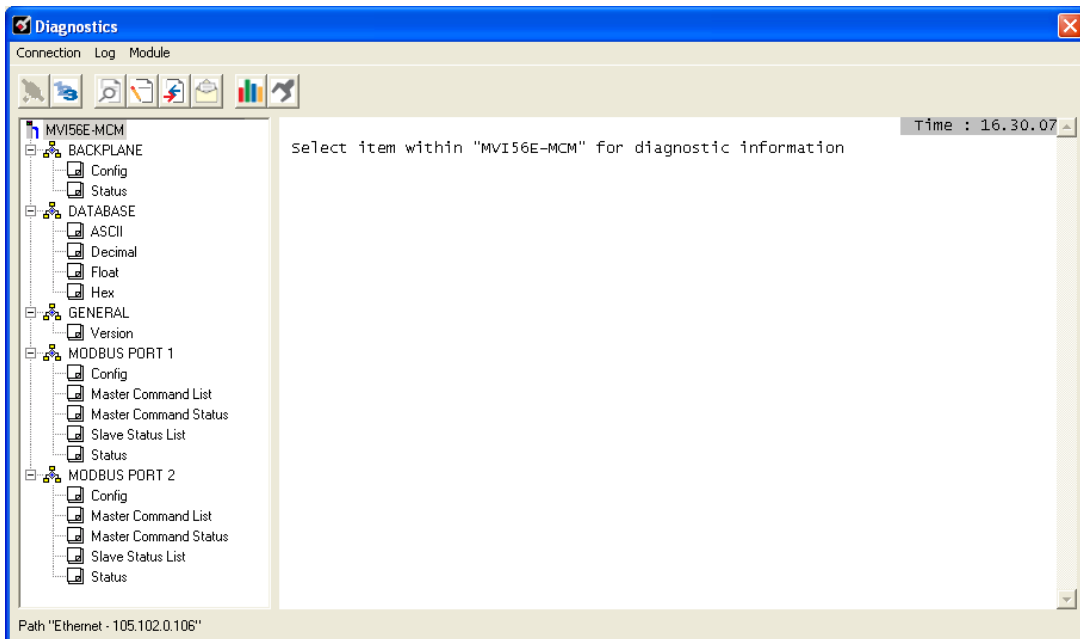 Diagnostics
Connection Log Module
MVI56E-MCM
BACKPLANE
Config
Status
DATABASE
ASCII
Decimal
Float
Hex
GENERAL
Version
MODBUS PORT 1
Config
Master Command List
Master Command Status
Slave Status List
Status
MODBUS PORT 2
Config
Master Command List
Master Command Status
Slave Status List
Status
Time : 16.30.07
Select item within "MVI56E-MCM" for diagnostic information
Path "Ethernet - 105.102.0.106"